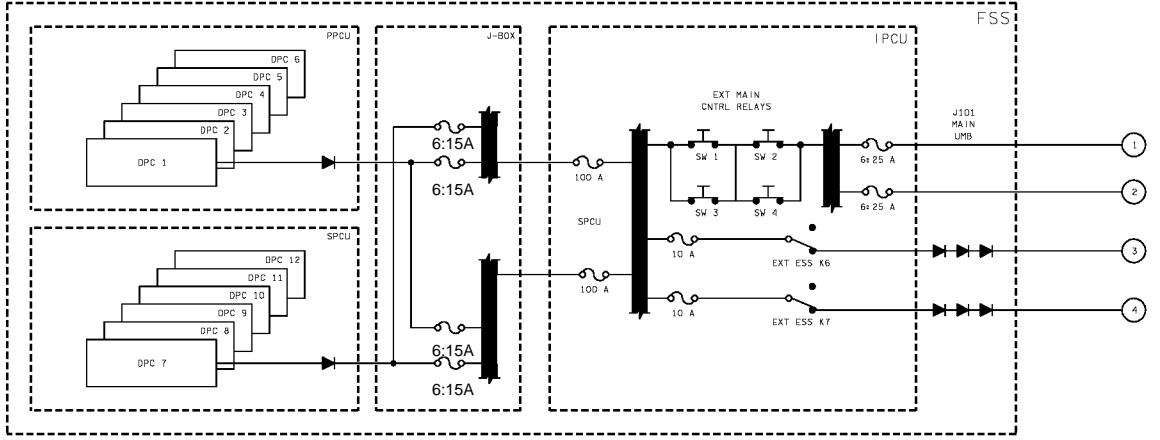 FSS
PPCU
DPC 6
DPC 5
DPC 4
DPC 3
DPC 2
DPC 1
J-BOX
6:15A
6:15A
6:15A
6:15A
IPCU
EXT MAIN
CNTRL RELAYS
SW 1
SW 2
SW 3
SW 4
100 A
SPCU
100 A
10 A
EXT ESS K6
10 A
EXT ESS K7
6:25 A
6:25 A
J101
MAIN
UMB
1
2
3
4
SPCU
DPC 12
DPC 11
DPC 10
DPC 9
DPC 8
DPC 7